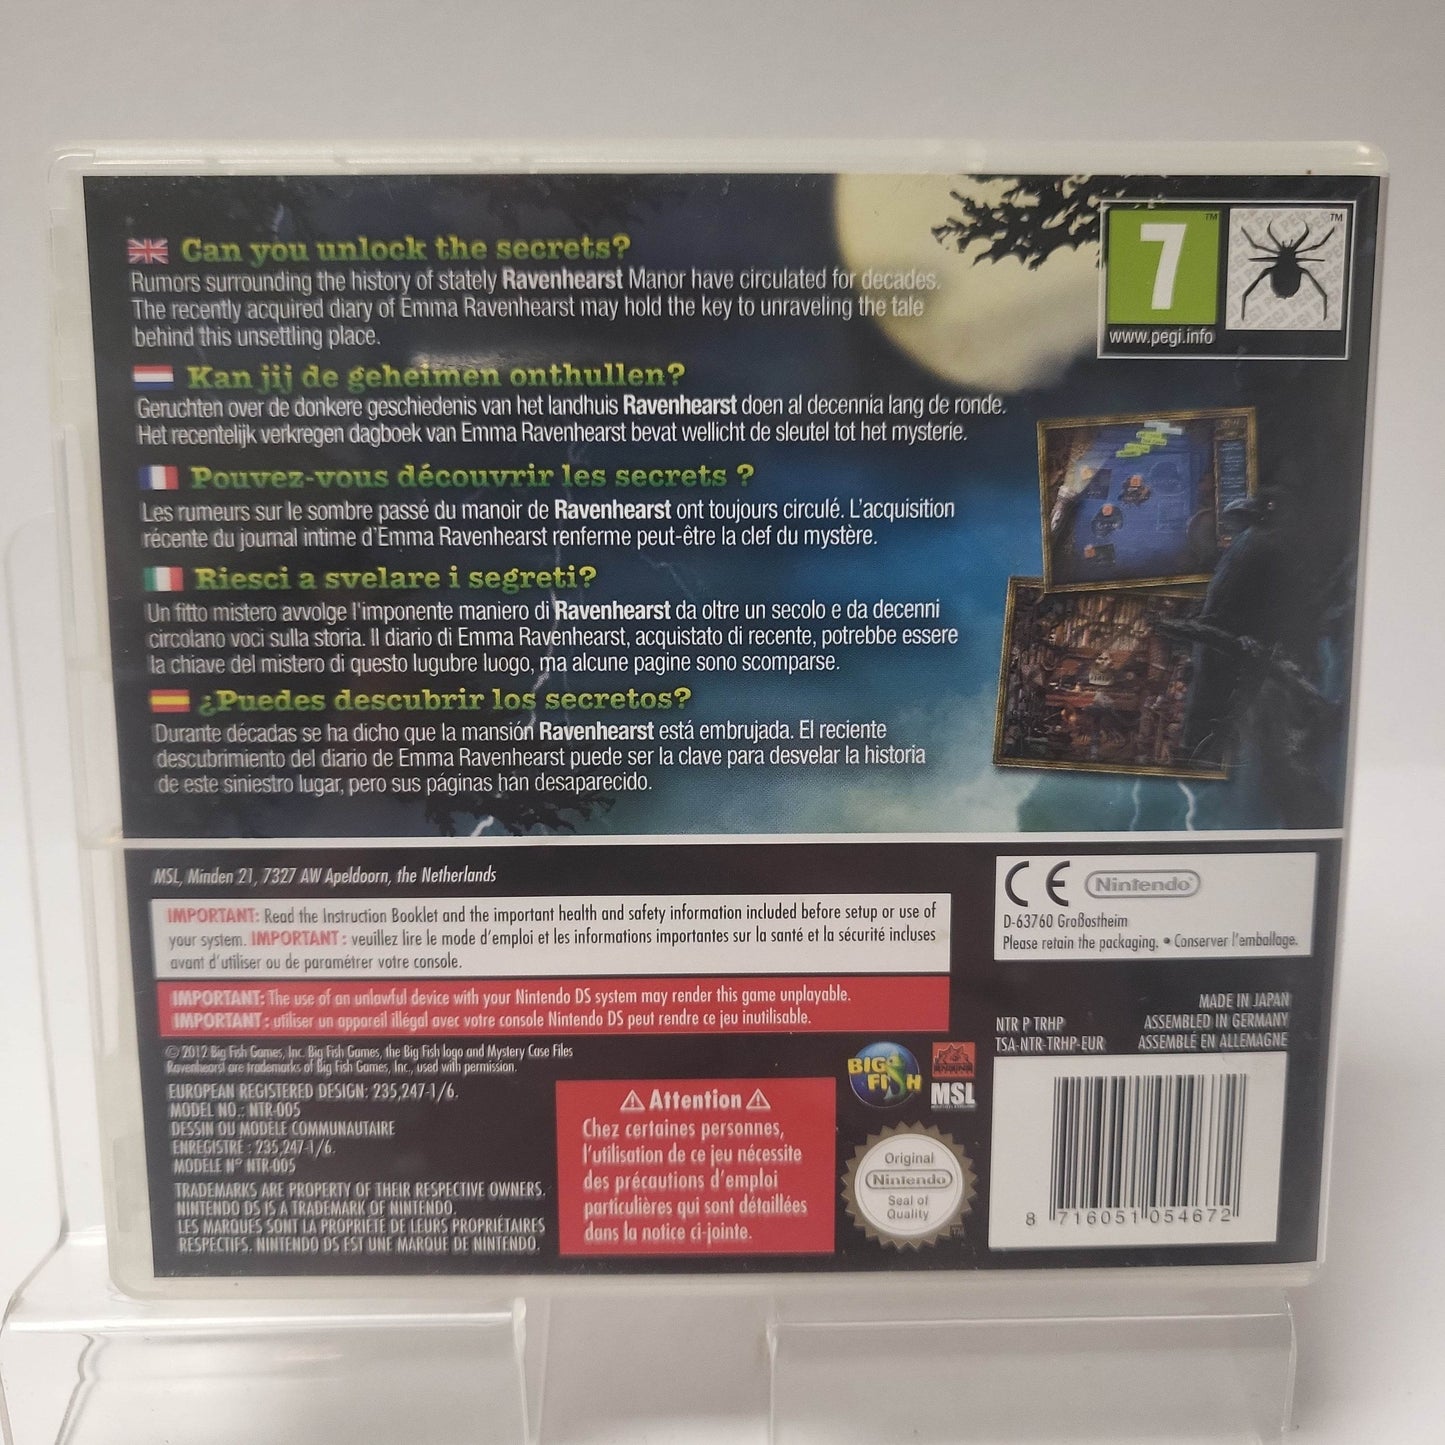 Can you unlock the secrets?
Rumors surrounding the history of stately Ravenhearst Manor have circulated for decades.
The recently acquired diary of Emma Ravenhearst may hold the key to unraveling the tale
behind this unsettling place.
Kan jij de geheimen onthullen?
Geruchten over de donkere geschiedenis van het landhuis Ravenhearst doen al decennia lang de ronde.
Het recentelijk verkregen dagboek van Emma Ravenhearst bevat wellicht de sleutel tot het mysterie.
Pouvez-vous découvrir les secrets ?
Les rumeurs sur le sombre passé du manoir de Ravenhearst ont toujours circulé. L'acquisition
récente du journal intime d'Emma Ravenhearst renferme peut-être la clef du mystère.
Riesci a svelare i segreti?
Un fitto mistero avvolge l'imponente maniero di Ravenhearst da oltre un secolo e da decenni
circolano voci sulla storia. Il diario di Emma Ravenhearst, acquistato di recente, potrebbe essere
la chiave del mistero di questo lugubre luogo, ma alcune pagine sono scomparse.
¿Puedes descubrir los secretos?
Durante décadas se ha dicho que la mansión Ravenhearst está embrujada. El reciente
descubrimiento del diario de Emma Ravenhearst puede ser la clave para desvelar la historia
de este siniestro lugar, pero sus páginas han desaparecido.
7 TM
TM
PEGI
www.pegi.info
MSL, Minden 21, 7327 AW Apeldoorn, the Netherlands
IMPORTANT: Read the Instruction Booklet and the important health and safety information included before setup or use of
your system. IMPORTANT : veuillez lire le mode d'emploi et les informations importantes sur la santé et la sécurité incluses
avant d'utiliser ou de paramétrer votre console.
IMPORTANT: The use of an unlawful device with your Nintendo DS system may render this game unplayable.
IMPORTANT : utiliser un appareil illégal avec votre console Nintendo DS peut rendre ce jeu inutilisable.
© 2012 Big Fish Games, Inc. Big Fish Games, the Big Fish logo and Mystery Case Files
Ravenhearst are trademarks of Big Fish Games, Inc., used with permission.
EUROPEAN REGISTERED DESIGN: 235,247-1/6.
MODEL NO.: NTR-005
DESSIN OU MODELE COMMUNAUTAIRE
ENREGISTRÉ : 235,247-1/6.
MODELE N° NTR-005
TRADEMARKS ARE PROPERTY OF THEIR RESPECTIVE OWNERS.
NINTENDO DS IS A TRADEMARK OF NINTENDO.
LES MARQUES SONT LA PROPRIETE DE LEURS PROPRIÉTAIRES
RESPECTIFS. NINTENDO DS EST UNE MARQUE DE NINTENDO.
Attention
Chez certaines personnes,
l'utilisation de ce jeu nécessite
des précautions d'emploi
particulières qui sont détaillées
dans la notice ci-jointe.
BIG FISH
MSL
Original
Nintendo
Seal of
Quality
TM
CE Nintendo
D-63760 Großostheim
Please retain the packaging. • Conserver l'emballage.
NTR P TRHP
TSA-NTR-TRHP-EUR
MADE IN JAPAN
ASSEMBLED IN GERMANY
ASSEMBLÉ EN ALLEMAGNE
8 716051 054672